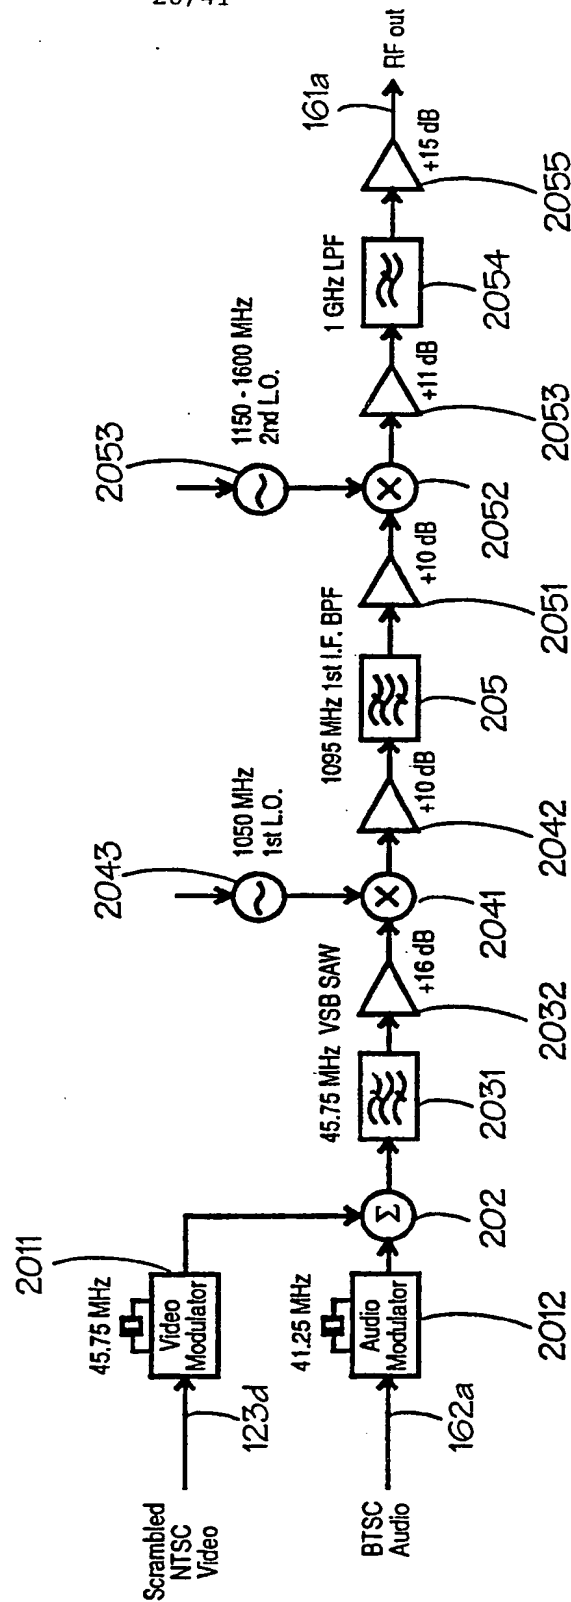 Scrambled
NTSC
Video
123d
45.75 MHz
Video
Modulator
2011
BTSC
Audio
162a
41.25 MHz
Audio
Modulator
2012
Σ
202
45.75 MHz VSB SAW
2031
+16 dB
2032
2041
2043
1050 MHz
1st L.O.
+10 dB
2042
1095 MHz 1st I.F. BPF
205
+10 dB
2051
2052
2053
1150 - 1600 MHz
2nd L.O.
+11 dB
2053
1 GHz LPF
2054
+15 dB
2055
161a
RF out